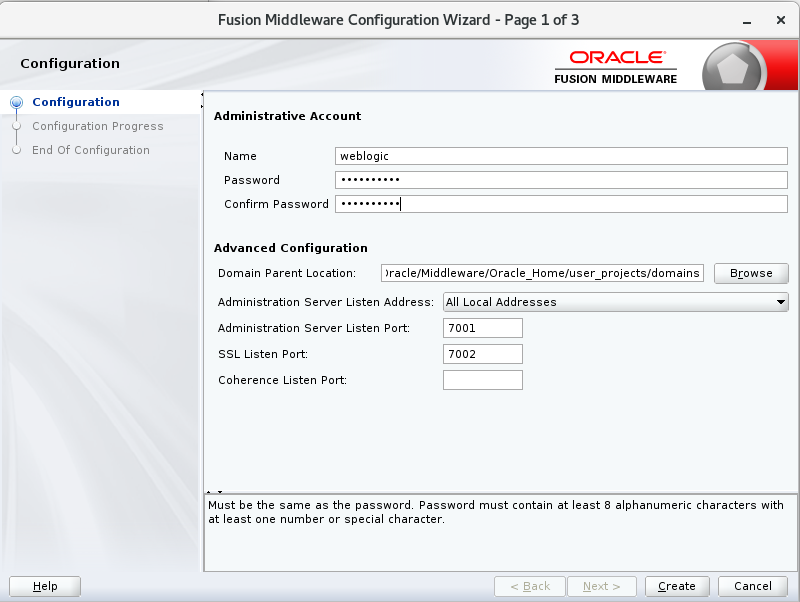 Fusion Middleware Configuration Wizard - Page 1 of 3
Configuration
ORACLE
FUSION MIDDLEWARE
Configuration
Configuration Progress
End Of Configuration
Administrative Account
Name weblogic
Password ••••••••••
Confirm Password ••••••••••
Advanced Configuration
Domain Parent Location: racle/Middleware/Oracle_Home/user_projects/domains Browse
Administration Server Listen Address: All Local Addresses
Administration Server Listen Port: 7001
SSL Listen Port: 7002
Coherence Listen Port:
Must be the same as the password. Password must contain at least 8 alphanumeric characters with
at least one number or special character.
Help < Back Next > Create Cancel